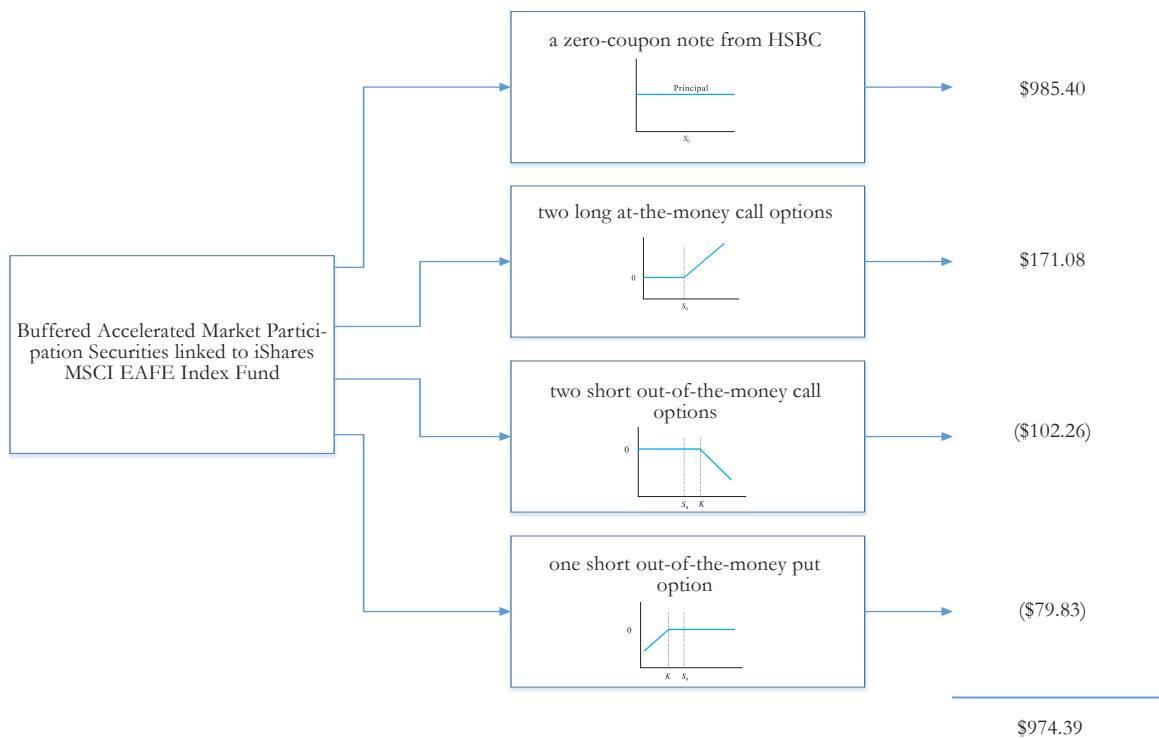 a zero-coupon note from HSBC
Principal
S₀
$985.40
two long at-the-money call options
0
S₀
$171.08
Buffered Accelerated Market Partici-
pation Securities linked to iShares
MSCI EAFE Index Fund
two short out-of-the-money call
options
0
S₀ K
($102.26)
one short out-of-the-money put
option
0
K S₀
($79.83)
$974.39